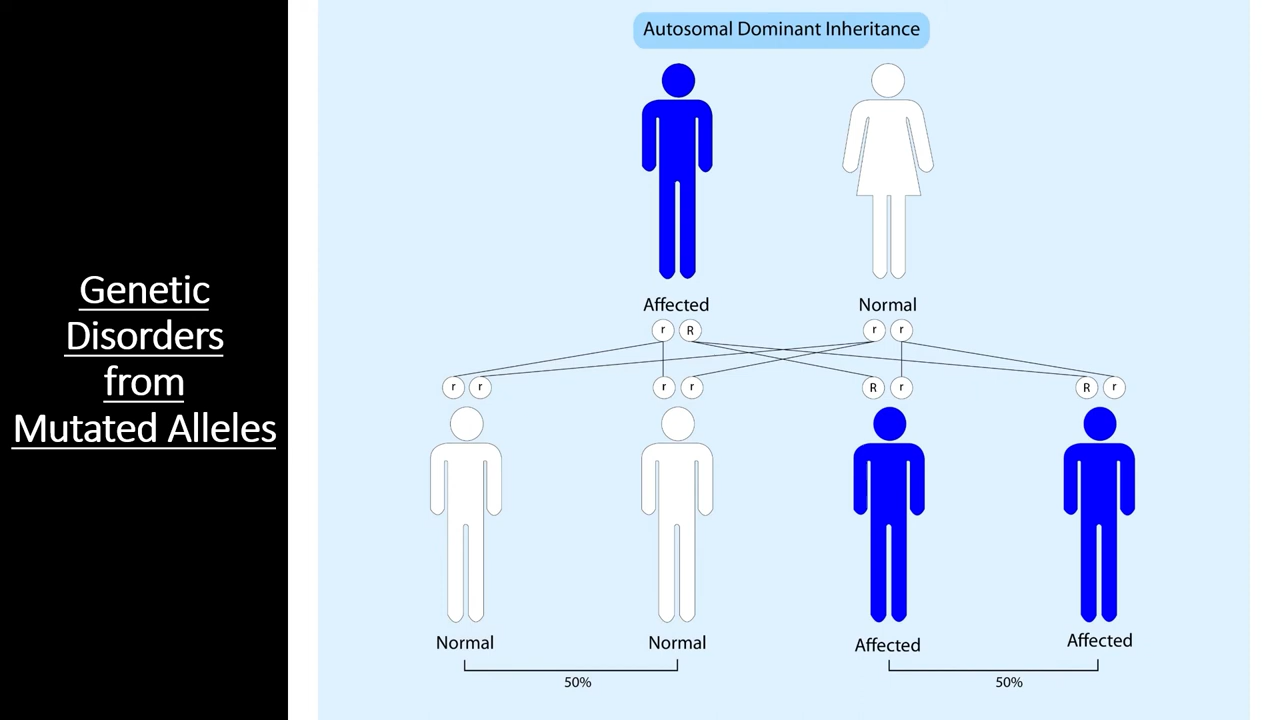 Genetic
Disorders
from
Mutated Alleles
Autosomal Dominant Inheritance
Affected Normal
r R r r
r r r r R r R r
Normal Normal Affected Affected
50% 50%